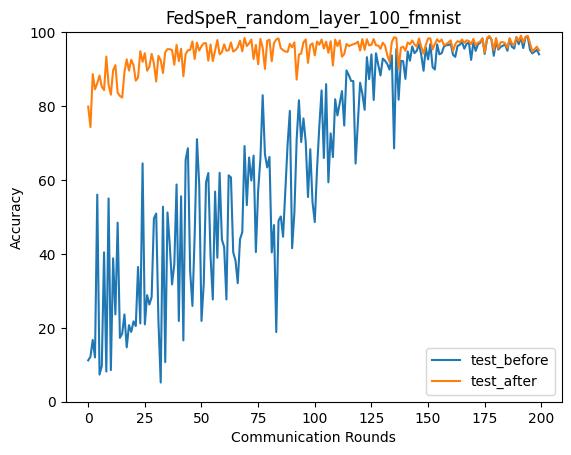 FedSpeR_random_layer_100_fmnist
100
80
60
40
20
0
Accuracy
0 25 50 75 100 125 150 175 200
Communication Rounds
test_before
test_after